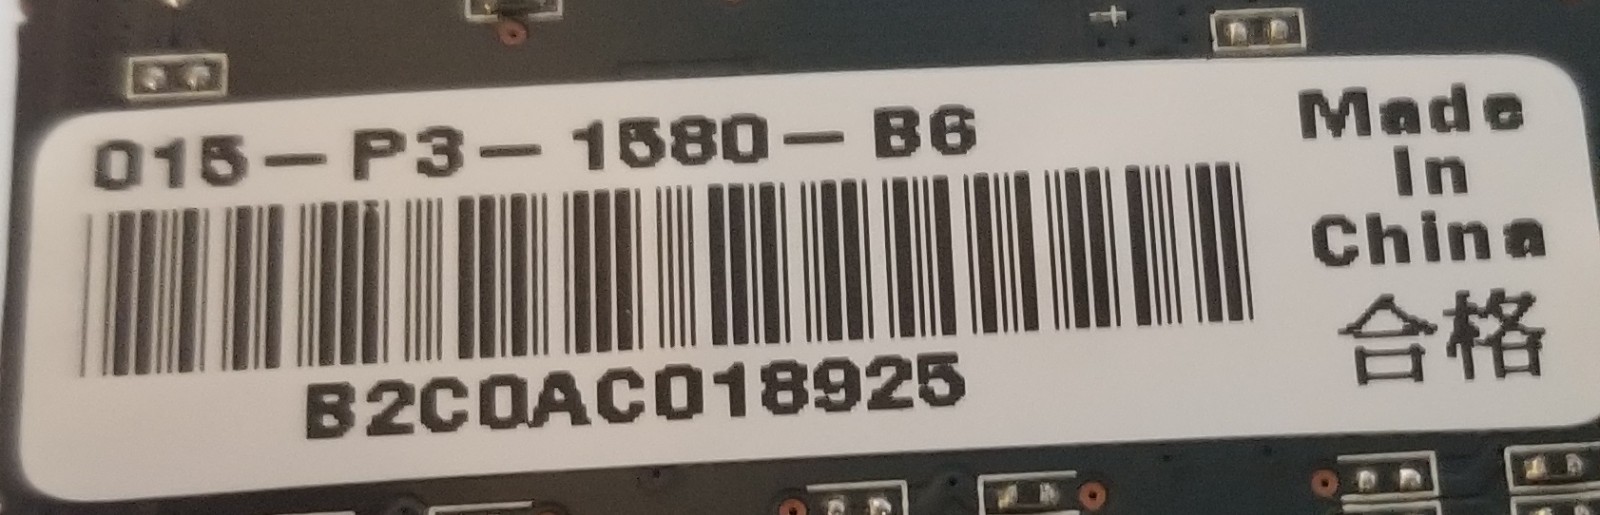 015-P3-1580-B6
B2C0AC018925
Made
In
China
合格